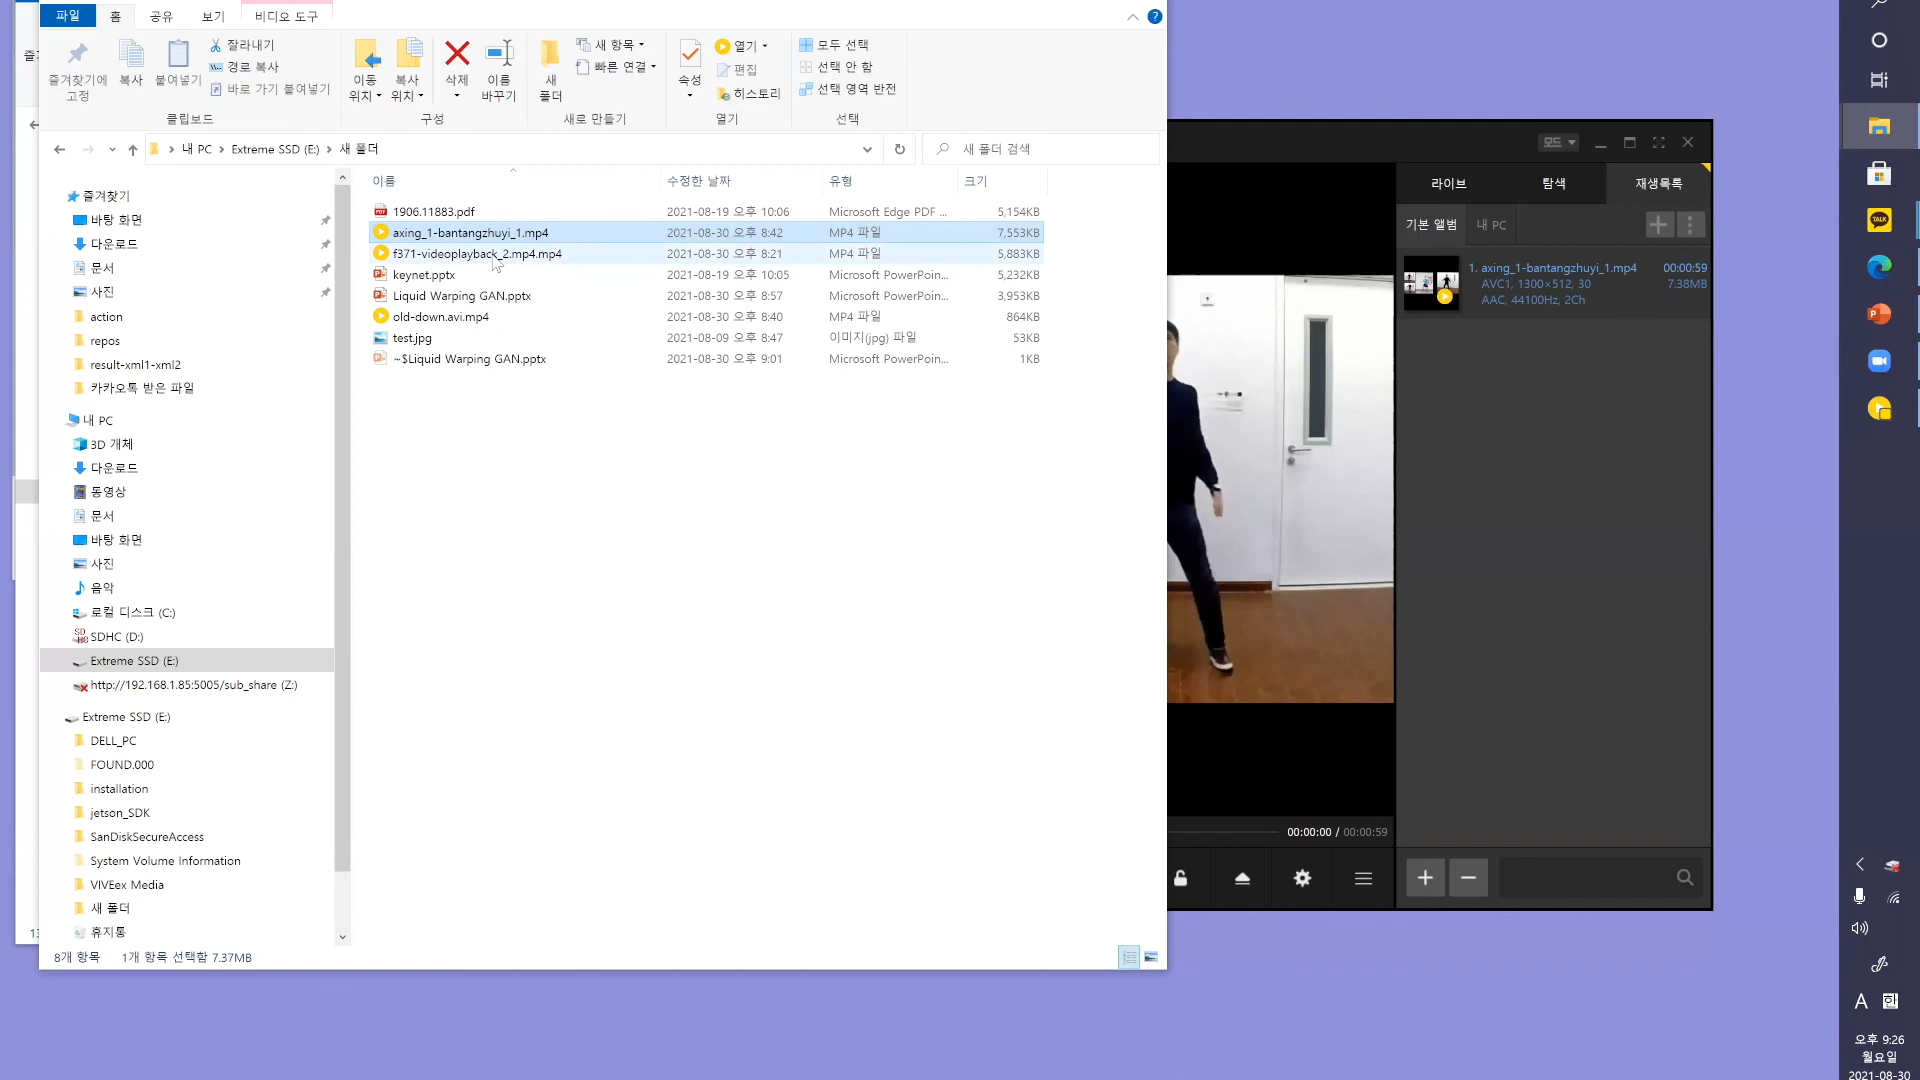 파일
홈
공유
보기
비디오 도구
즐겨찾기에
고정
복사
붙여넣기
잘라내기
경로 복사
바로 가기 붙여넣기
클립보드
이동
위치
복사
위치
삭제
이름
바꾸기
구성
새
폴더
새 항목
빠른 연결
새로 만들기
속성
열기
편집
히스토리
열기
모두 선택
선택 안 함
선택 영역 반전
선택
내 PC > Extreme SSD (E:) > 새 폴더
새 폴더 검색
이름 수정한 날짜 유형 크기
1906.11883.pdf 2021-08-19 오후 10:06 Microsoft Edge PDF ... 5,154KB
axing_1-bantangzhuyi_1.mp4 2021-08-30 오후 8:42 MP4 파일 7,553KB
f371-videoplayback_2.mp4.mp4 2021-08-30 오후 8:21 MP4 파일 5,883KB
keynet.pptx 2021-08-19 오후 10:05 Microsoft PowerPoin... 5,232KB
Liquid Warping GAN.pptx 2021-08-30 오후 8:57 Microsoft PowerPoin... 3,953KB
old-down.avi.mp4 2021-08-30 오후 8:40 MP4 파일 864KB
test.jpg 2021-08-09 오후 8:47 이미지(jpg) 파일 53KB
~$Liquid Warping GAN.pptx 2021-08-30 오후 9:01 Microsoft PowerPoin... 1KB
즐겨찾기
바탕 화면
다운로드
문서
사진
action
repos
result-xml1-xml2
카카오톡 받은 파일
내 PC
3D 개체
다운로드
동영상
문서
바탕 화면
사진
음악
로컬 디스크 (C:)
SDHC (D:)
Extreme SSD (E:)
http://192.168.1.85:5005/sub_share (Z:)
Extreme SSD (E:)
DELL_PC
FOUND.000
installation
jetson_SDK
SanDiskSecureAccess
System Volume Information
VIVEex Media
새 폴더
휴지통
8개 항목 1개 항목 선택함 7.37MB
모드
라이브
탐색
재생목록
기본 앨범
내 PC
1. axing_1-bantangzhuyi_1.mp4 00:00:59
AVC1, 1300×512, 30 7.38MB
AAC, 44100Hz, 2Ch
00:00:00 / 00:00:59
TALK
A
오후 9:26
월요일
2021-08-30